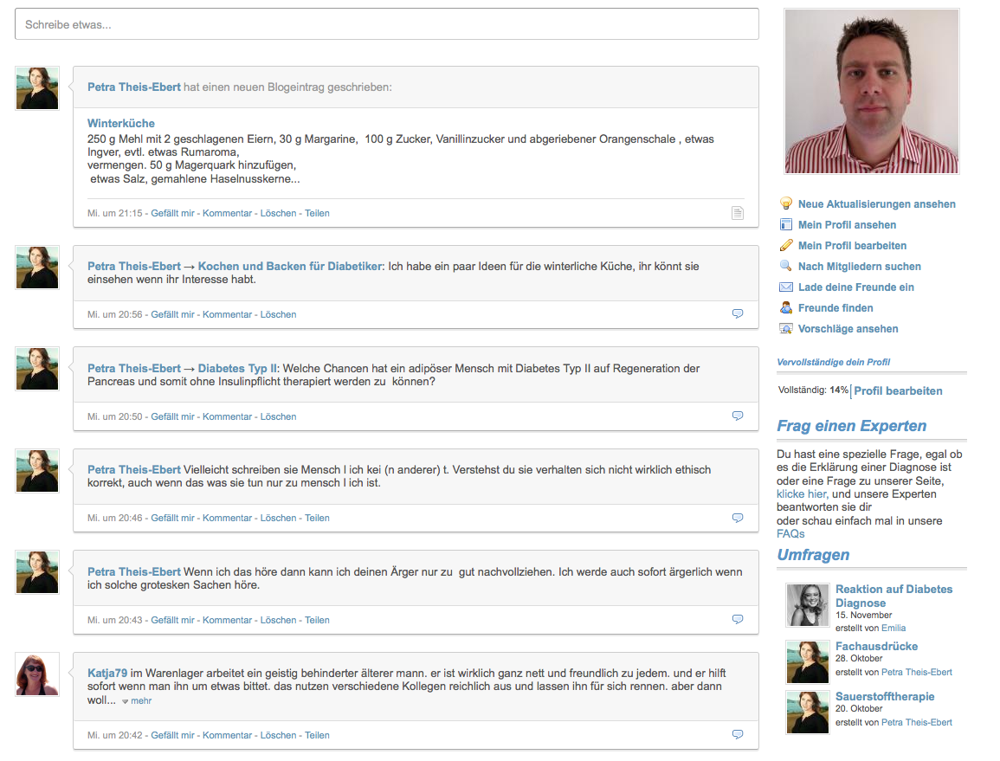 Schreibe etwas...
Petra Theis-Ebert hat einen neuen Blogeintrag geschrieben:
Winterküche
250 g Mehl mit 2 geschlagenen Eiern, 30 g Margarine,  100 g Zucker, Vanillinzucker und abgeriebener Orangenschale , etwas
Ingver, evtl. etwas Rumaroma,
vermengen. 50 g Magerquark hinzufügen,
etwas Salz, gemahlene Haselnusskerne...
Mi. um 21:15 - Gefällt mir - Kommentar - Löschen - Teilen
Petra Theis-Ebert → Kochen und Backen für Diabetiker: Ich habe ein paar Ideen für die winterliche Küche, ihr könnt sie
einsehen wenn ihr Interesse habt.
Mi. um 20:56 - Gefällt mir - Kommentar - Löschen
Petra Theis-Ebert → Diabetes Typ II: Welche Chancen hat ein adipöser Mensch mit Diabetes Typ II auf Regeneration der
Pancreas und somit ohne Insulinpflicht therapiert werden zu  können?
Mi. um 20:50 - Gefällt mir - Kommentar - Löschen
Petra Theis-Ebert Vielleicht schreiben sie Mensch l ich kei (n anderer) t. Verstehst du sie verhalten sich nicht wirklich ethisch
korrekt, auch wenn das was sie tun nur zu mensch l ich ist.
Mi. um 20:46 - Gefällt mir - Kommentar - Löschen - Teilen
Petra Theis-Ebert Wenn ich das höre dann kann ich deinen Ärger nur zu  gut nachvollziehen. Ich werde auch sofort ärgerlich wenn
ich solche grotesken Sachen höre.
Mi. um 20:43 - Gefällt mir - Kommentar - Löschen - Teilen
Katja79 im Warenlager arbeitet ein geistig behinderter älterer mann. er ist wirklich ganz nett und freundlich zu jedem. und er hilft
sofort wenn man ihn um etwas bittet. das nutzen verschiedene Kollegen reichlich aus und lassen ihn für sich rennen. aber dann
woll... mehr
Mi. um 20:42 - Gefällt mir - Kommentar - Löschen - Teilen
Neue Aktualisierungen ansehen
Mein Profil ansehen
Mein Profil bearbeiten
Nach Mitgliedern suchen
Lade deine Freunde ein
Freunde finden
Vorschläge ansehen
Vervollständige dein Profil
Vollständig: 14% Profil bearbeiten
Frag einen Experten
Du hast eine spezielle Frage, egal ob
es die Erklärung einer Diagnose ist
oder eine Frage zu unserer Seite,
klicke hier, und unsere Experten
beantworten sie dir
oder schau einfach mal in unsere
FAQs
Umfragen
Reaktion auf Diabetes
Diagnose
15. November
erstellt von Emilia
Fachausdrücke
28. Oktober
erstellt von Petra Theis-Ebert
Sauerstofftherapie
20. Oktober
erstellt von Petra Theis-Ebert